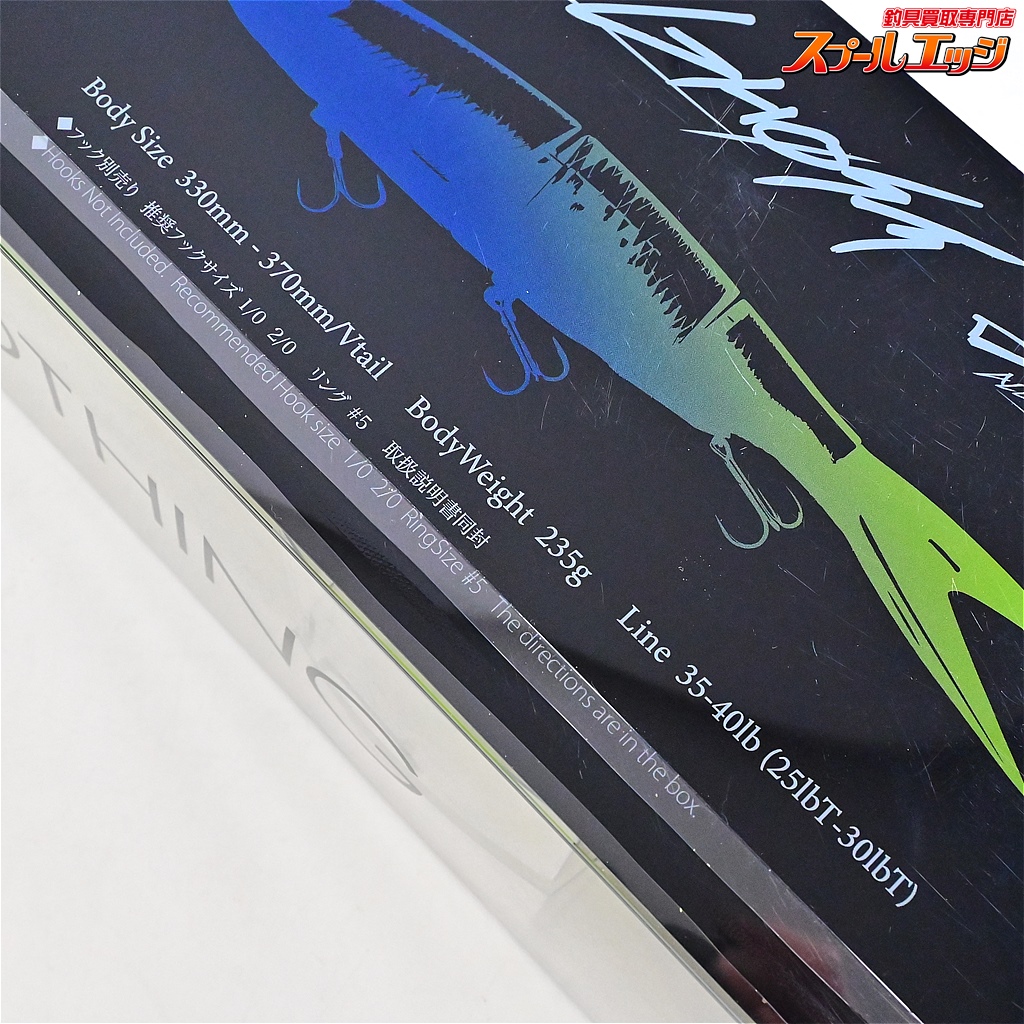 釣具買取専門店
スプールエッジ
Body Size 330mm - 370mm/Vtail BodyWeight 235g Line 35-40lb (25lbT-30lbT)
■フック別売り 推奨フックサイズ 1/0 2/0 リング #5 取扱説明書同封
■Hooks Not Included. Recommended Hook size 1/0 2/0 RingSize #5 The directions are in the box.
THING